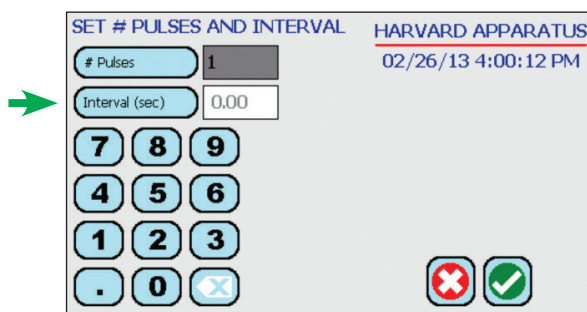 SET # PULSES AND INTERVAL
HARVARD APPARATUS
02/26/13 4:00:12 PM
# Pulses 1
Interval (sec) 0.00
7 8 9
4 5 6
1 2 3
. 0